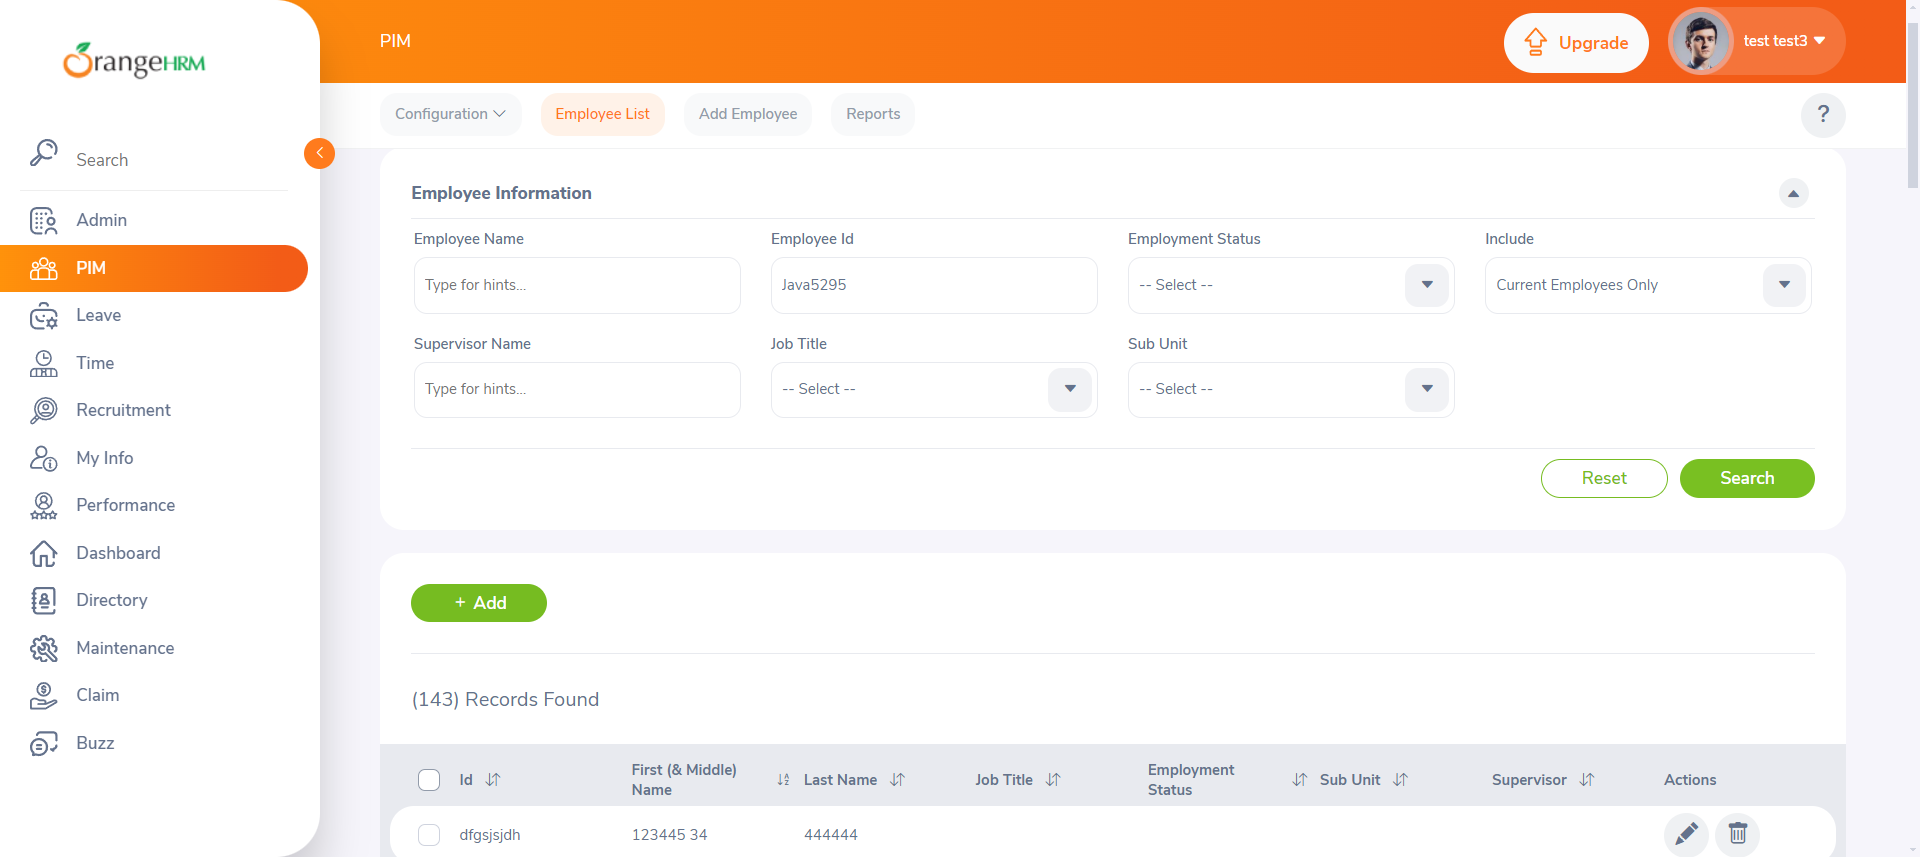 OrangeHRM
PIM
Upgrade
test test3
Configuration
Employee List
Add Employee
Reports
?
Search
Admin
PIM
Leave
Time
Recruitment
My Info
Performance
Dashboard
Directory
Maintenance
Claim
Buzz
Employee Information
Employee Name
Employee Id
Employment Status
Include
Type for hints...
Java5295
-- Select --
Current Employees Only
Supervisor Name
Job Title
Sub Unit
Type for hints...
-- Select --
-- Select --
Reset
Search
+ Add
(143) Records Found
Id
First (& Middle)
Name
Last Name
Job Title
Employment
Status
Sub Unit
Supervisor
Actions
dfgsjsjdh
123445 34
444444